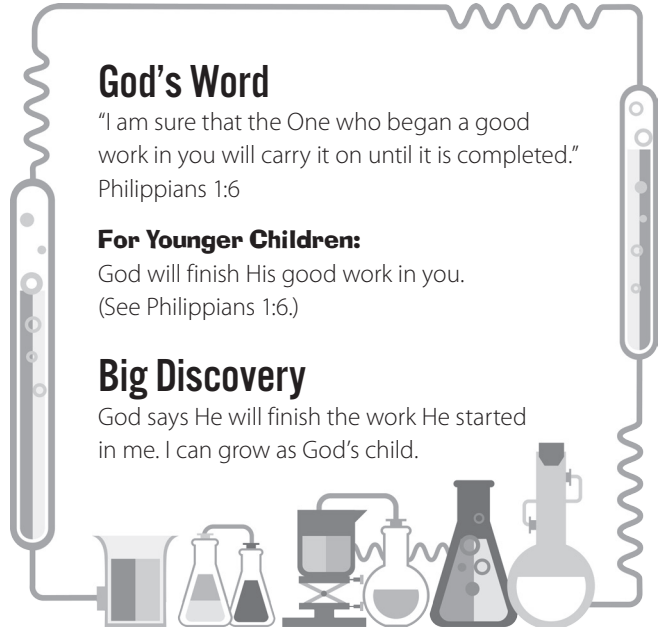 God’s Word
“I am sure that the One who began a good
work in you will carry it on until it is completed.”
Philippians 1:6
For Younger Children:
God will finish His good work in you.
(See Philippians 1:6.)
Big Discovery
God says He will finish the work He started
in me. I can grow as God’s child.